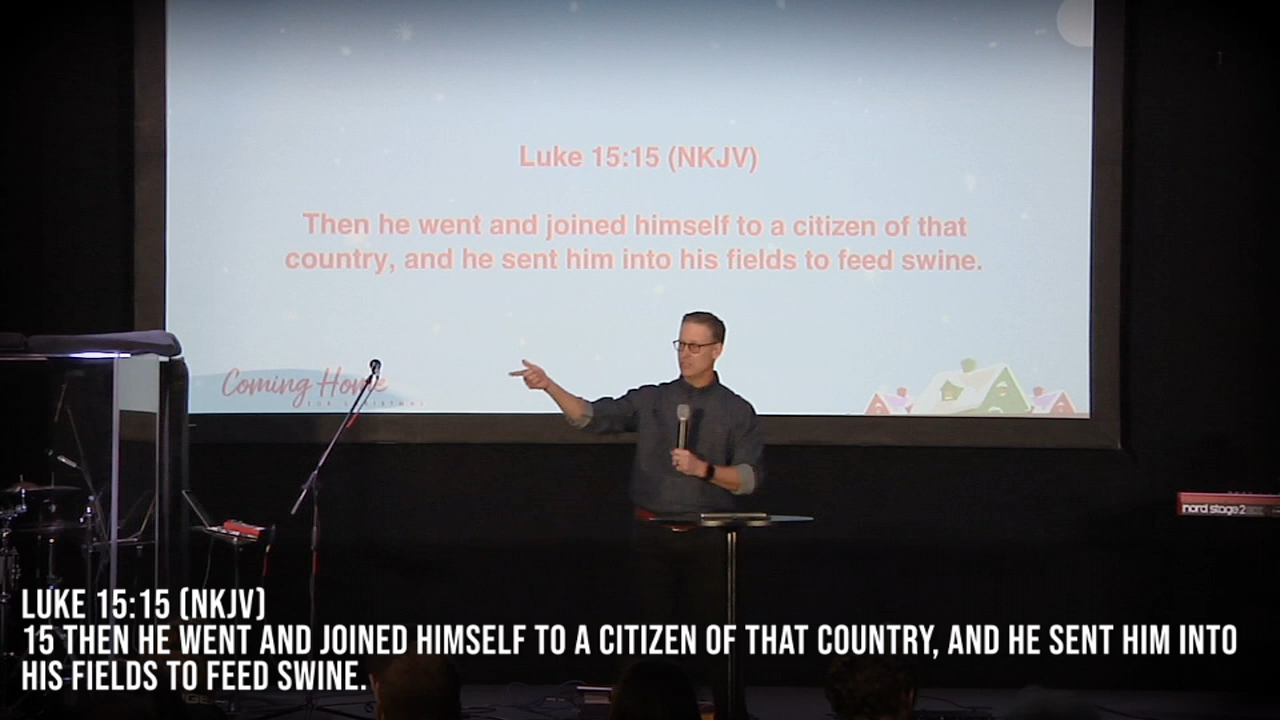 Luke 15:15 (NKJV)
Then he went and joined himself to a citizen of that
country, and he sent him into his fields to feed swine.
Coming Home
nord stage 2
LUKE 15:15 (NKJV)
15 THEN HE WENT AND JOINED HIMSELF TO A CITIZEN OF THAT COUNTRY, AND HE SENT HIM INTO
HIS FIELDS TO FEED SWINE.